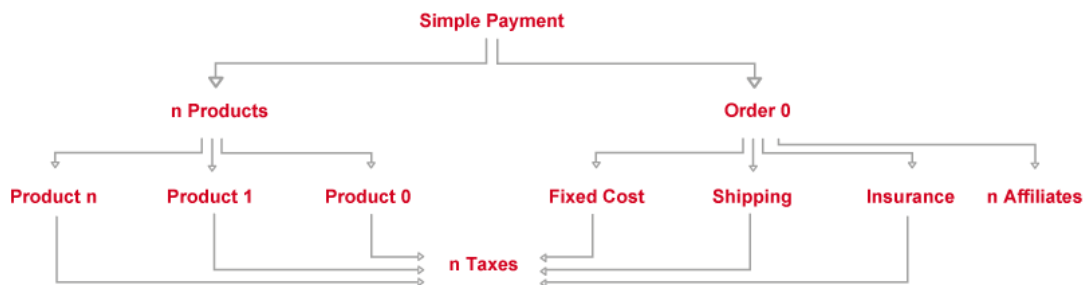 Simple Payment
n Products
Order 0
Product n
Product 1
Product 0
Fixed Cost
Shipping
Insurance
n Affiliates
n Taxes